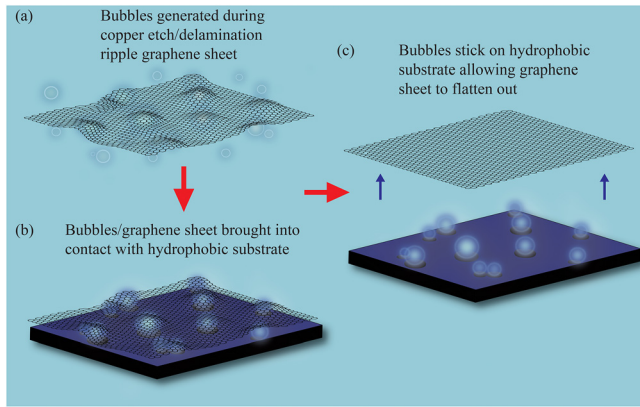 (a)
Bubbles generated during
copper etch/delamination
ripple graphene sheet
(b)
Bubbles/graphene sheet brought into
contact with hydrophobic substrate
(c)
Bubbles stick on hydrophobic
substrate allowing graphene
sheet to flatten out